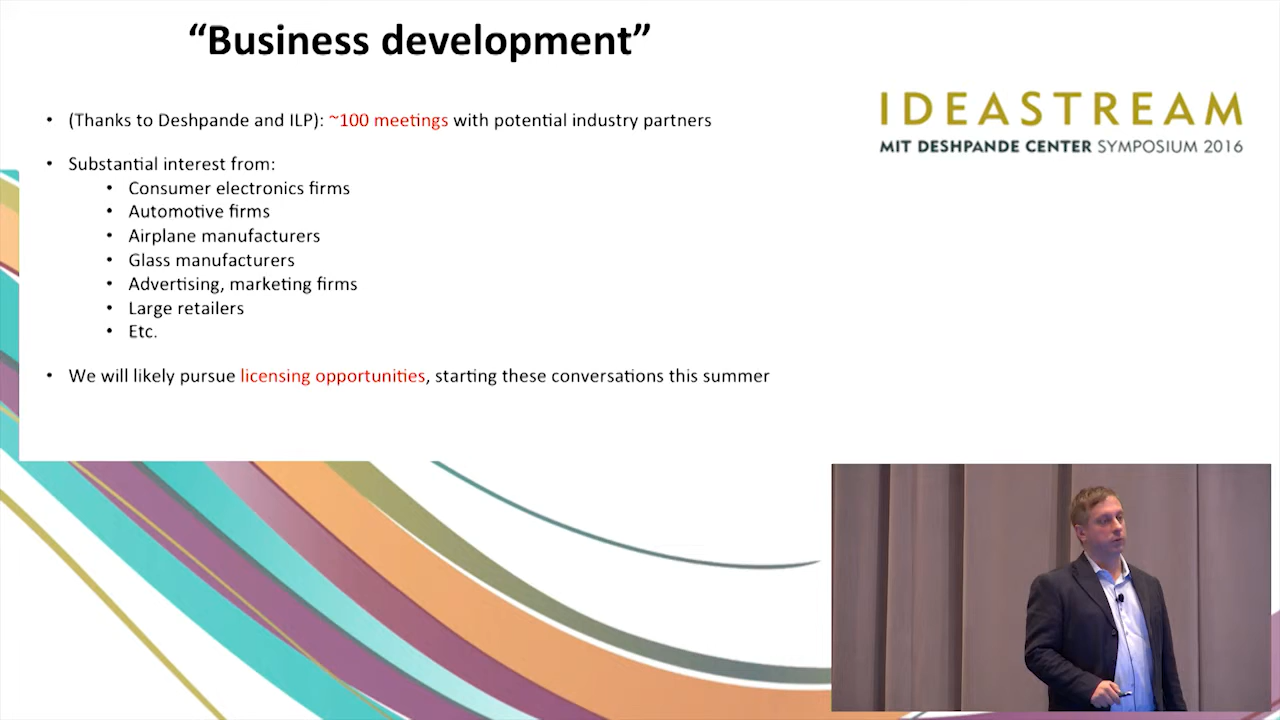 “Business development”
• (Thanks to Deshpande and ILP): ~100 meetings with potential industry partners
• Substantial interest from:
• Consumer electronics firms
• Automotive firms
• Airplane manufacturers
• Glass manufacturers
• Advertising, marketing firms
• Large retailers
• Etc.
• We will likely pursue licensing opportunities, starting these conversations this summer
IDEASTREAM
MIT DESHPANDE CENTER SYMPOSIUM 2016